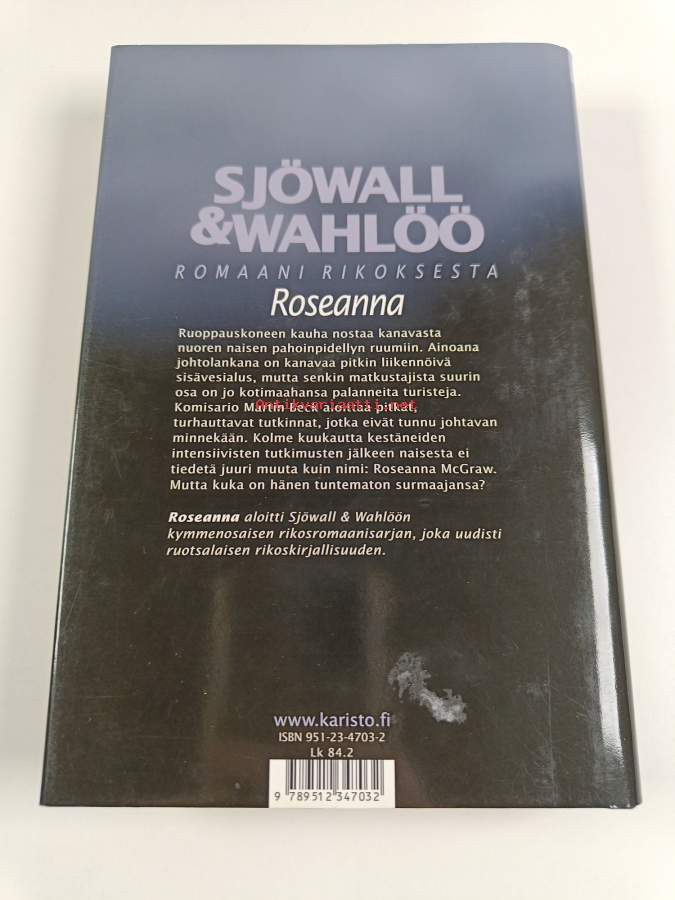 SJÖWALL
&WAHLÖÖ
ROMAANI RIKOKSESTA
Roseanna
Ruoppauskoneen kauha nostaa kanavasta
nuoren naisen pahoinpidellyn ruumiin. Ainoana
johtolankana on kanavaa pitkin liikennöivä
sisävesialus, mutta senkin matkustajista suurin
osa on jo kotimaahansa palanneita turisteja.
Antikvariaatti.net
Komisario Martin Beck aloittaa pitkät,
turhauttavat tutkinnat, jotka eivät tunnu johtavan
minnekään. Kolme kuukautta kestäneiden
intensiivisten tutkimusten jälkeen naisesta ei
tiedetä juuri muuta kuin nimi: Roseanna McGraw.
Mutta kuka on hänen tuntematon surmaajansa?
Roseanna aloitti Sjöwall & Wahlöön
kymmenosaisen rikosromaanisarjan, joka uudisti
ruotsalaisen rikoskirjallisuuden.
www.karisto.fi
ISBN 951-23-4703-2
Lk 84.2
9 789512 347032